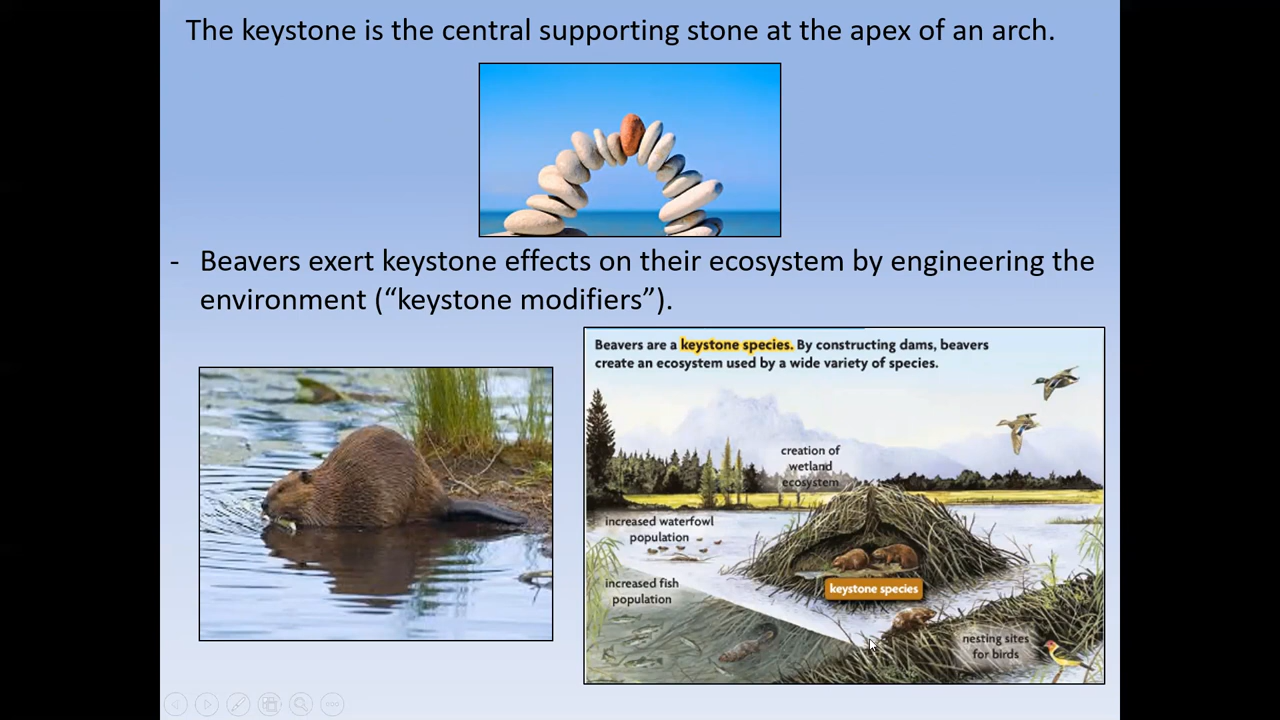 The keystone is the central supporting stone at the apex of an arch.
- Beavers exert keystone effects on their ecosystem by engineering the
environment (“keystone modifiers”).
Beavers are a keystone species. By constructing dams, beavers
create an ecosystem used by a wide variety of species.
creation of
wetland
ecosystem
increased waterfowl
population
increased fish
population
keystone species
nesting sites
for birds